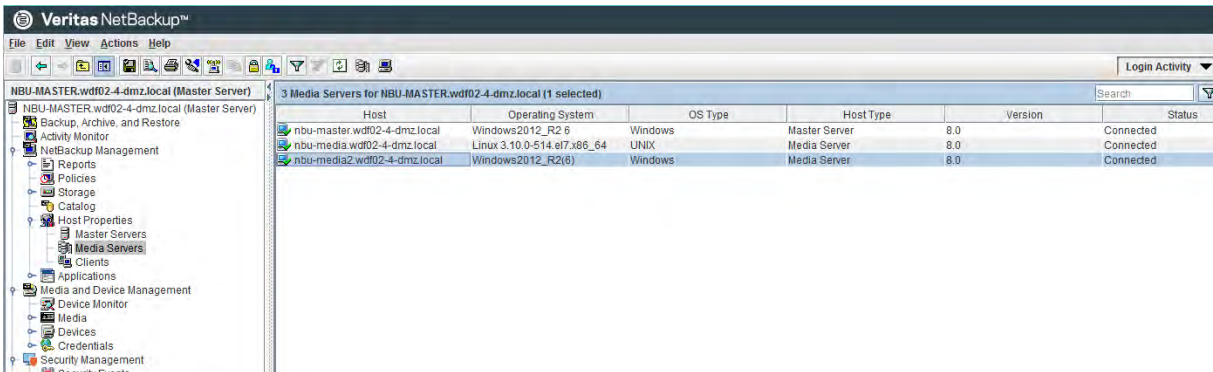 Veritas NetBackup™
File Edit View Actions Help
Login Activity
NBU-MASTER.wdf02-4-dmz.local (Master Server)
NBU-MASTER.wdf02-4-dmz.local (Master Server)
Backup, Archive, and Restore
Activity Monitor
NetBackup Management
Reports
Policies
Storage
Catalog
Host Properties
Master Servers
Media Servers
Clients
Applications
Media and Device Management
Device Monitor
Media
Devices
Credentials
Security Management
Security Events
3 Media Servers for NBU-MASTER.wdf02-4-dmz.local (1 selected)
Search
Host Operating System OS Type Host Type Version Status
nbu-master.wdf02-4-dmz.local Windows2012_R2 6 Windows Master Server 8.0 Connected
nbu-media.wdf02-4-dmz.local Linux 3.10.0-514.el7.x86_64 UNIX Media Server 8.0 Connected
nbu-media2.wdf02-4-dmz.local Windows2012_R2(6) Windows Media Server 8.0 Connected